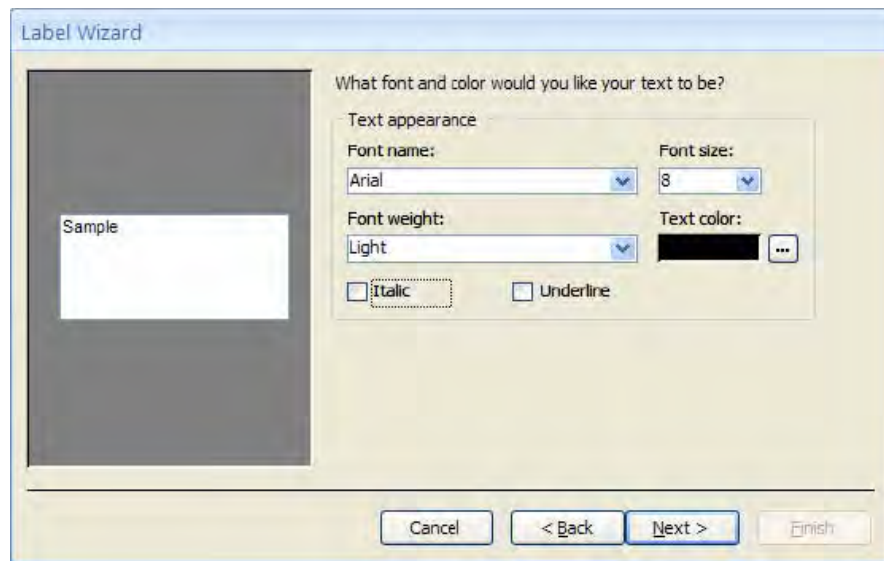 Label Wizard
What font and color would you like your text to be?
Text appearance
Font name: Font size:
Arial 8
Sample
Font weight: Text color:
Light ...
Italic Underline
Cancel < Back Next > Finish